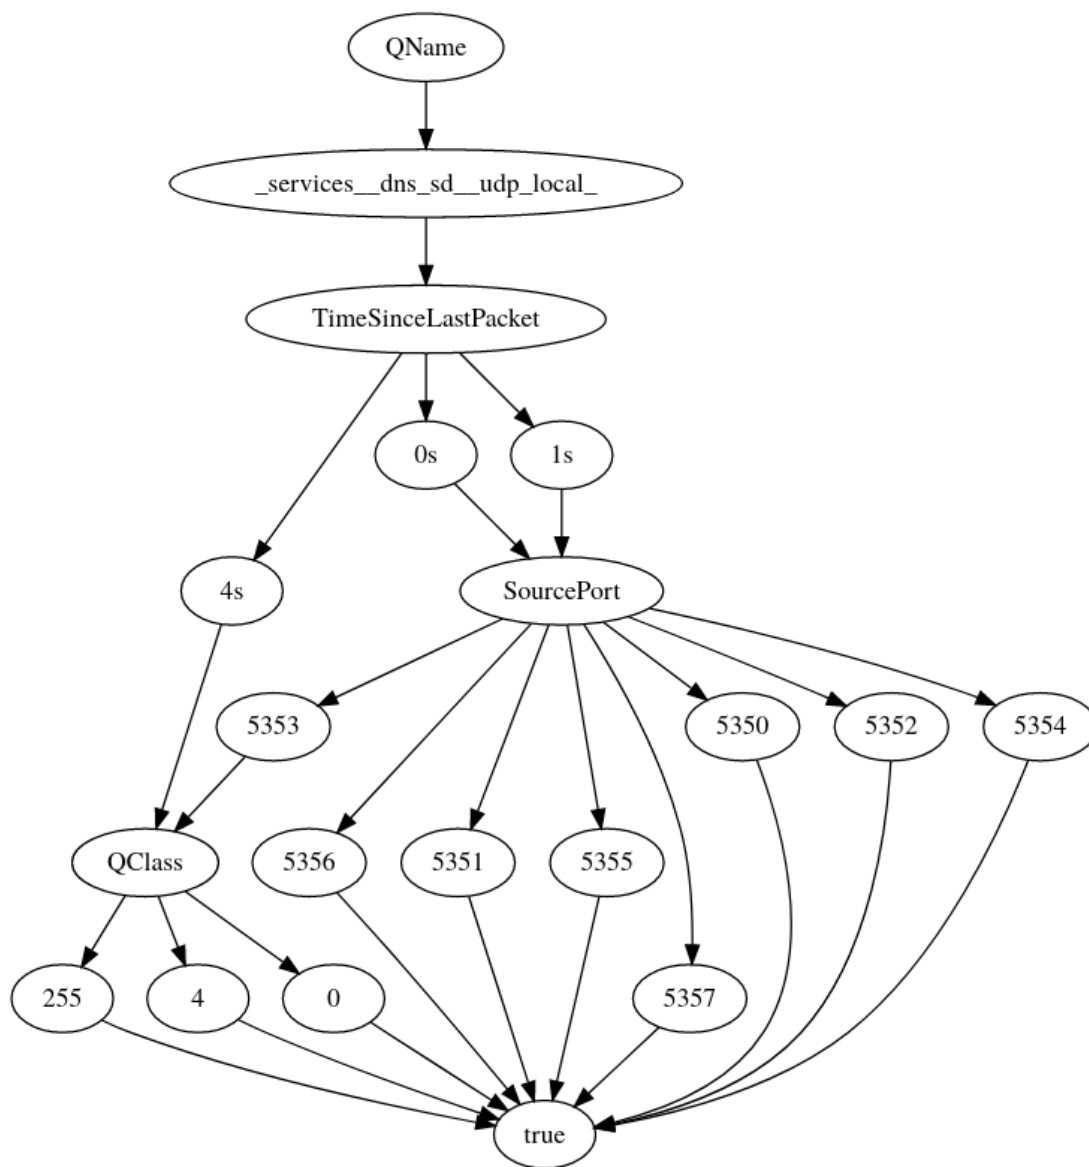 QName
_services__dns_sd__udp_local_
TimeSinceLastPacket
0s
1s
4s
SourcePort
5353
5350
5352
5354
QClass
5356
5351
5355
255
4
0
5357
true